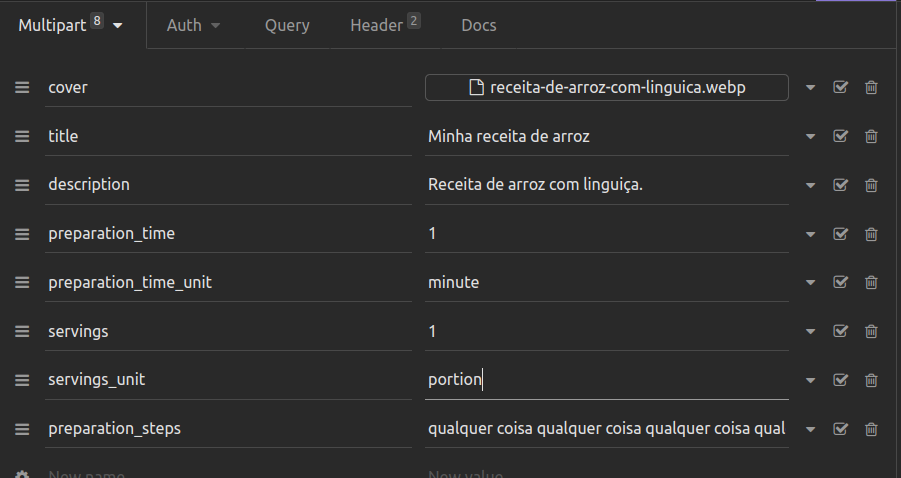 Multipart 8 Auth Query Header 2 Docs
cover receita-de-arroz-com-linguica.webp
title Minha receita de arroz
description Receita de arroz com linguiça.
preparation_time 1
preparation_time_unit minute
servings 1
servings_unit portion
preparation_steps qualquer coisa qualquer coisa qualquer coisa qual
New name New value